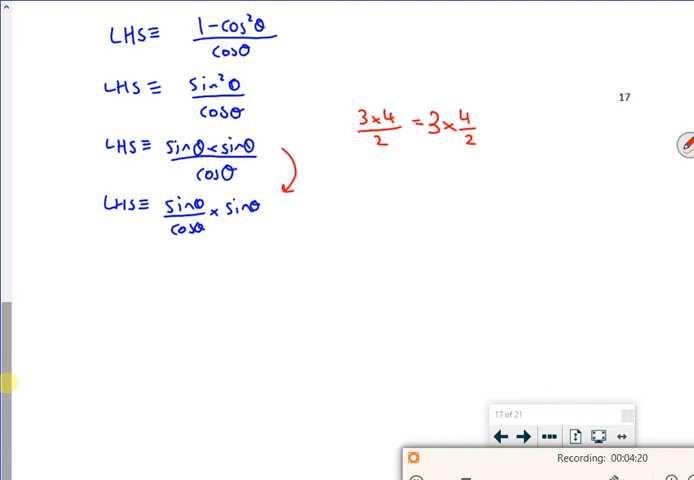 LHS≡ 1-cos²θ / cosθ
LHS≡ sin²θ / cosθ
LHS≡ sinθ×sinθ / cosθ
LHS≡ sinθ / cosθ × sinθ
3×4 / 2 = 3× 4 / 2
17
17 of 21
Recording: 00:04:20